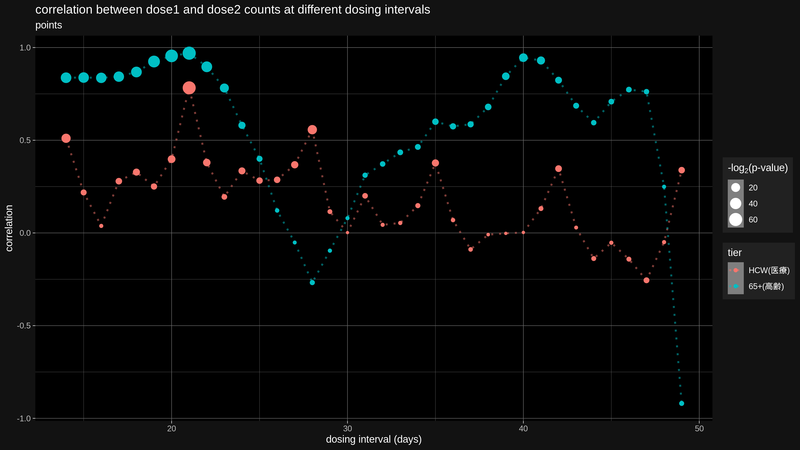 correlation between dose1 and dose2 counts at different dosing intervals
points
1.0
0.5
0.0
-0.5
-1.0
correlation
20
30
40
50
dosing interval (days)
-log2(p-value)
20
40
60
tier
HCW(医療)
65+(高齢)